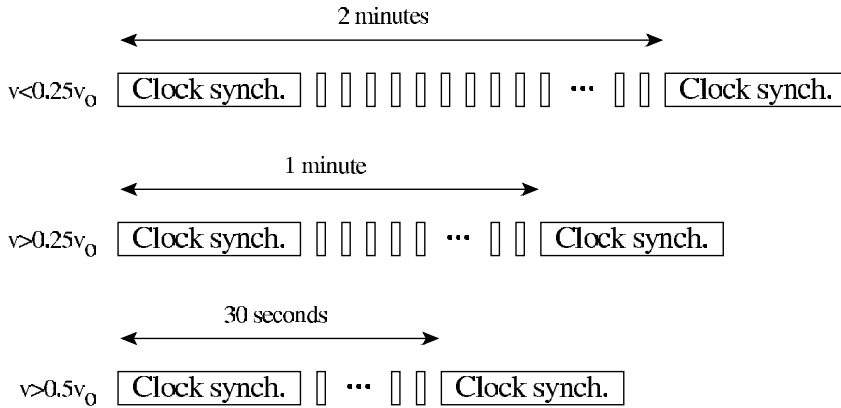 2 minutes
v<0.25v₀ Clock synch. ... Clock synch.
1 minute
v>0.25v₀ Clock synch. ... Clock synch.
30 seconds
v>0.5v₀ Clock synch. ... Clock synch.